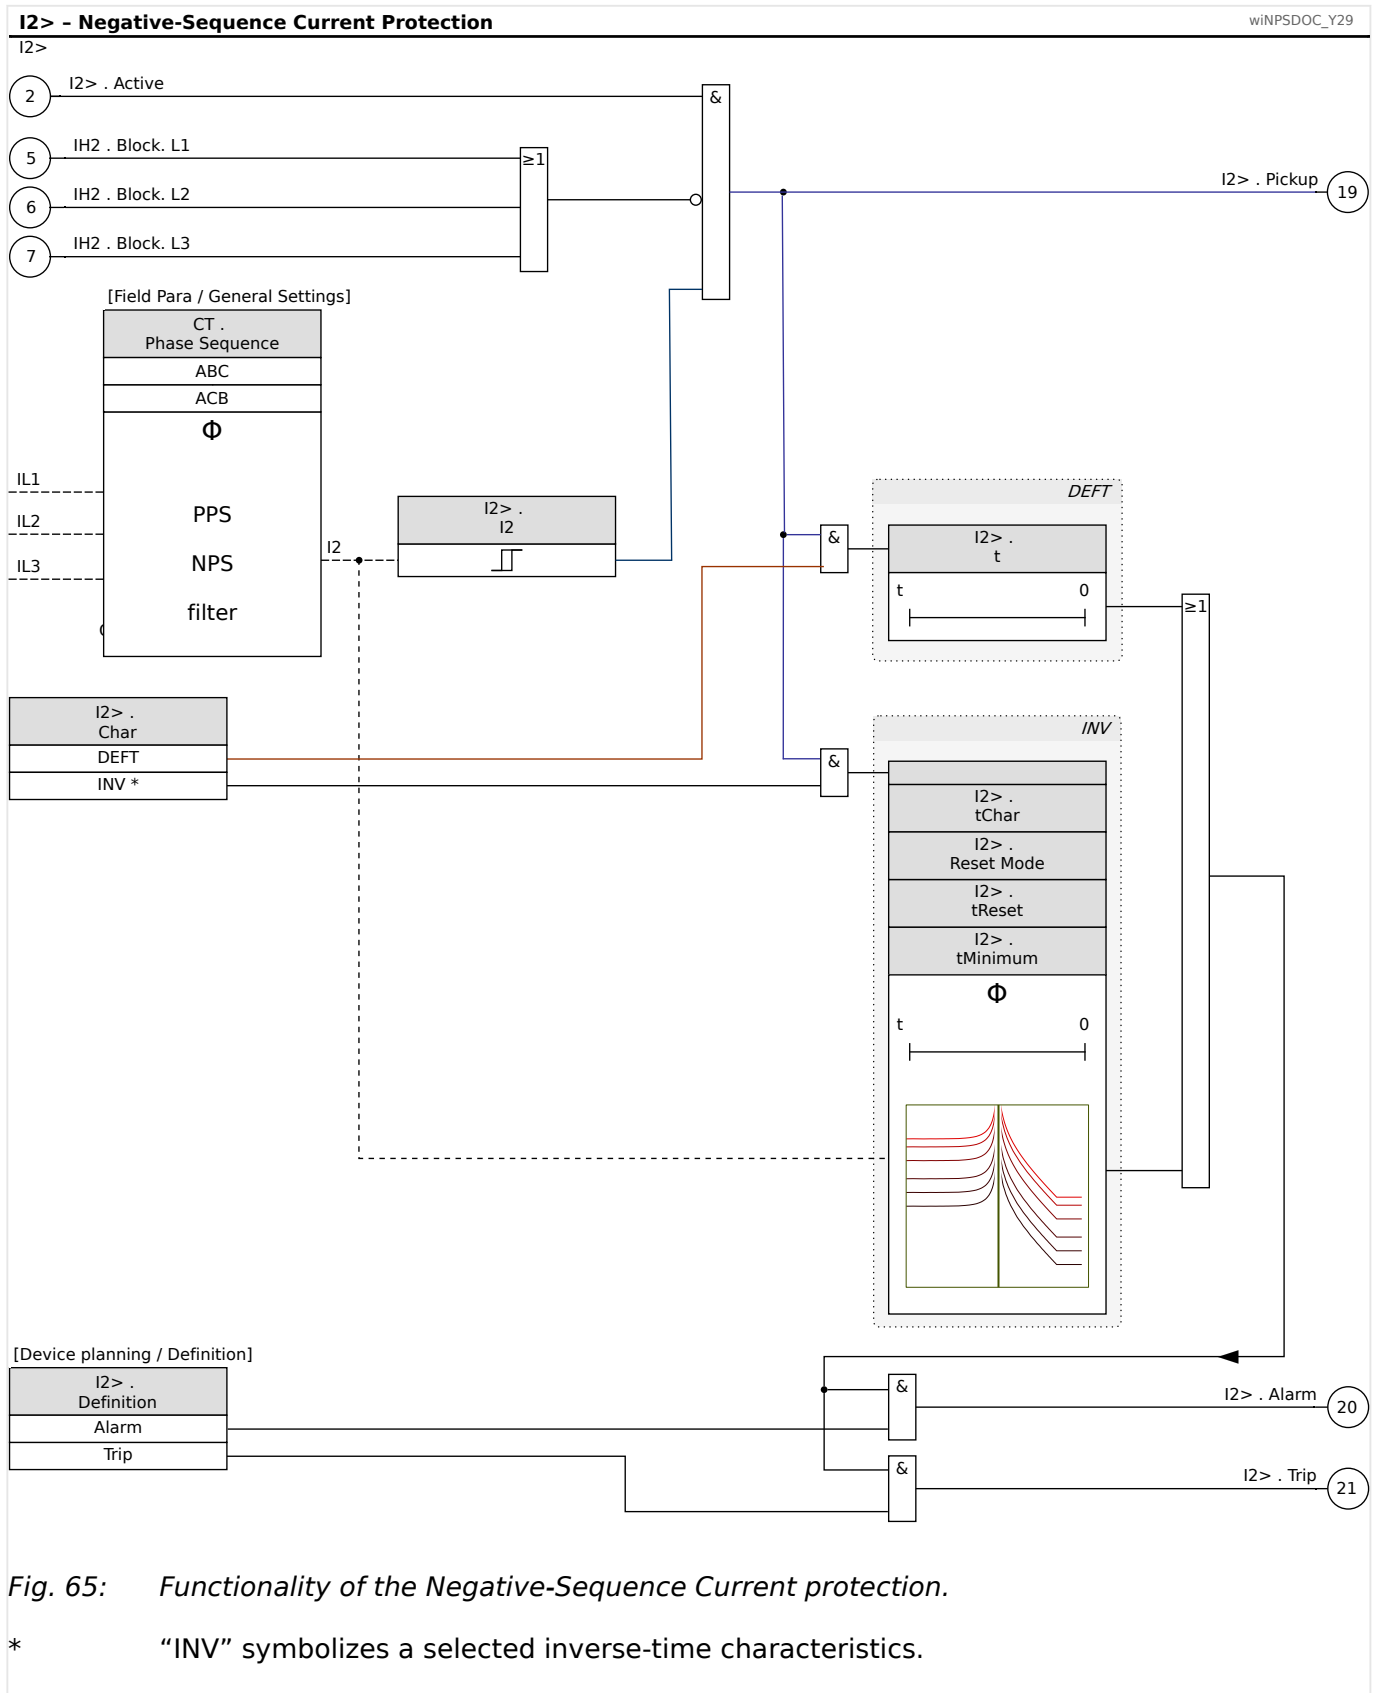 I2> – Negative-Sequence Current Protection
wiNPSDOC_Y29
I2>
2
I2> . Active
&
5
IH2 . Block. L1
≥1
6
IH2 . Block. L2
7
IH2 . Block. L3
I2> . Pickup
19
[Field Para / General Settings]
CT .
Phase Sequence
ABC
ACB
Φ
PPS
NPS
filter
IL1
IL2
IL3
I2
I2> .
I2
&
DEFT
I2> .
t
t 0
≥1
I2> .
Char
DEFT
INV *
&
INV
I2> .
tChar
I2> .
Reset Mode
I2> .
tReset
I2> .
tMinimum
Φ
t 0
[Device planning / Definition]
I2> .
Definition
Alarm
Trip
&
I2> . Alarm
20
&
I2> . Trip
21
Fig. 65: Functionality of the Negative-Sequence Current protection.
* “INV” symbolizes a selected inverse-time characteristics.